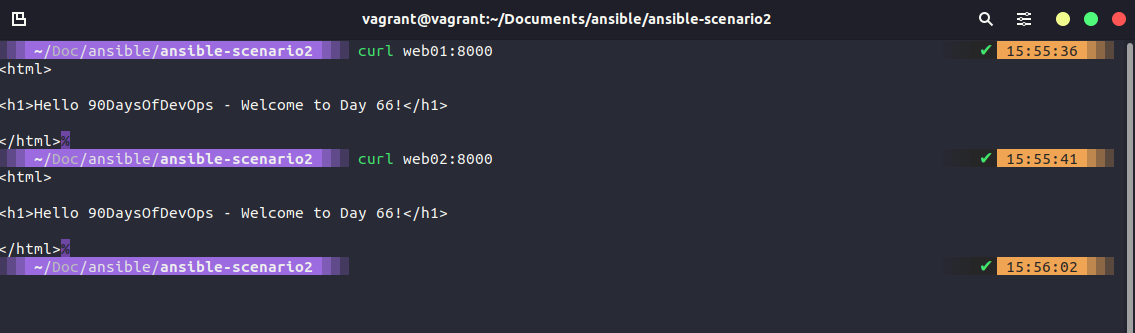 vagrant@vagrant:~/Documents/ansible/ansible-scenario2
~/Doc/ansible/ansible-scenario2 curl web01:8000 ✔ 15:55:36
<html>
<h1>Hello 90DaysOfDevOps - Welcome to Day 66!</h1>
</html>%
~/Doc/ansible/ansible-scenario2 curl web02:8000 ✔ 15:55:41
<html>
<h1>Hello 90DaysOfDevOps - Welcome to Day 66!</h1>
</html>%
~/Doc/ansible/ansible-scenario2 ✔ 15:56:02